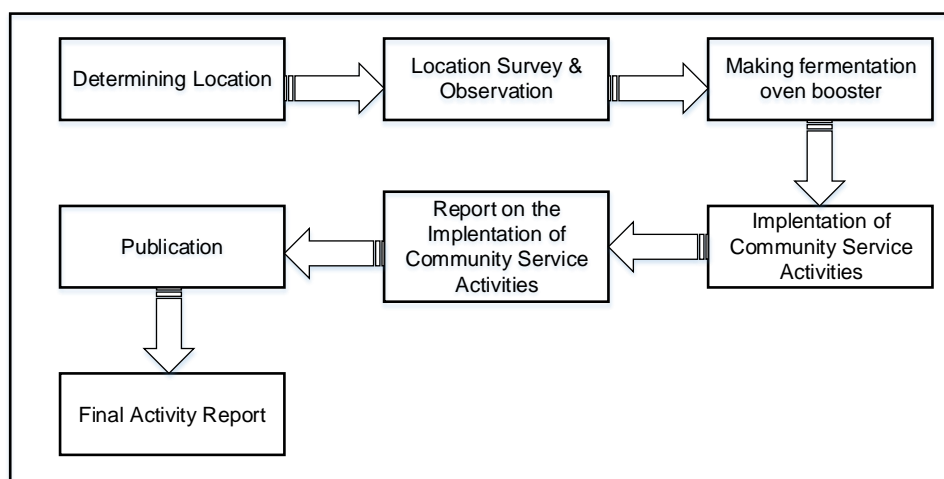 Determining Location
Location Survey &
Observation
Making fermentation
oven booster
Implentation of
Community Service
Activities
Report on the
Implentation of
Community Service
Activities
Publication
Final Activity Report